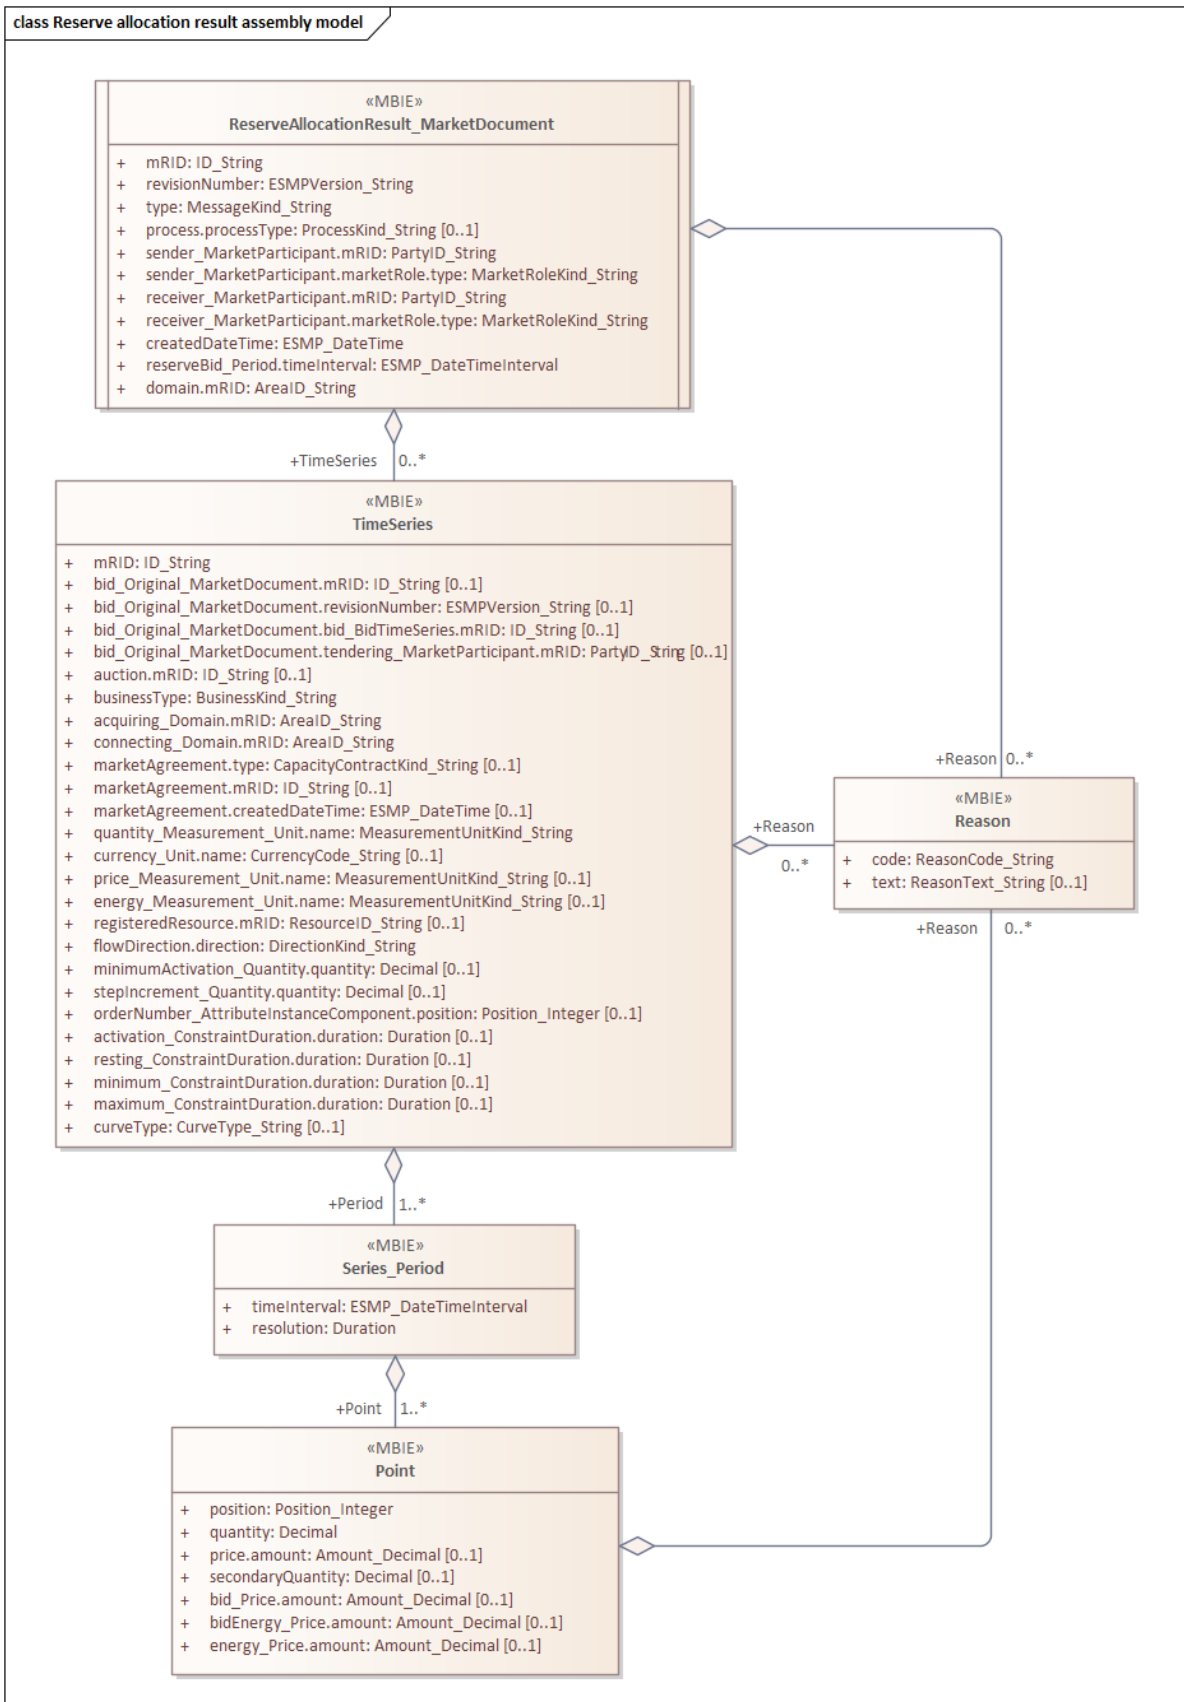 class Reserve allocation result assembly model
«MBIE»
ReserveAllocationResult_MarketDocument
+ mRID: ID_String
+ revisionNumber: ESMPVersion_String
+ type: MessageKind_String
+ process.processType: ProcessKind_String [0..1]
+ sender_MarketParticipant.mRID: PartyID_String
+ sender_MarketParticipant.marketRole.type: MarketRoleKind_String
+ receiver_MarketParticipant.mRID: PartyID_String
+ receiver_MarketParticipant.marketRole.type: MarketRoleKind_String
+ createdDateTime: ESMP_DateTime
+ reserveBid_Period.timeInterval: ESMP_DateTimeInterval
+ domain.mRID: AreaID_String
+TimeSeries 0..*
«MBIE»
TimeSeries
+ mRID: ID_String
+ bid_Original_MarketDocument.mRID: ID_String [0..1]
+ bid_Original_MarketDocument.revisionNumber: ESMPVersion_String [0..1]
+ bid_Original_MarketDocument.bid_BidTimeSeries.mRID: ID_String [0..1]
+ bid_Original_MarketDocument.tendering_MarketParticipant.mRID: PartyID_String [0..1]
+ auction.mRID: ID_String [0..1]
+ businessType: BusinessKind_String
+ acquiring_Domain.mRID: AreaID_String
+ connecting_Domain.mRID: AreaID_String
+ marketAgreement.type: CapacityContractKind_String [0..1]
+ marketAgreement.mRID: ID_String [0..1]
+ marketAgreement.createdDateTime: ESMP_DateTime [0..1]
+ quantity_Measurement_Unit.name: MeasurementUnitKind_String
+ currency_Unit.name: CurrencyCode_String [0..1]
+ price_Measurement_Unit.name: MeasurementUnitKind_String [0..1]
+ energy_Measurement_Unit.name: MeasurementUnitKind_String [0..1]
+ registeredResource.mRID: ResourceID_String [0..1]
+ flowDirection.direction: DirectionKind_String
+ minimumActivation_Quantity.quantity: Decimal [0..1]
+ stepIncrement_Quantity.quantity: Decimal [0..1]
+ orderNumber_AttributeInstanceComponent.position: Position_Integer [0..1]
+ activation_ConstraintDuration.duration: Duration [0..1]
+ resting_ConstraintDuration.duration: Duration [0..1]
+ minimum_ConstraintDuration.duration: Duration [0..1]
+ maximum_ConstraintDuration.duration: Duration [0..1]
+ curveType: CurveType_String [0..1]
+Reason 0..*
+Reason
0..*
«MBIE»
Reason
+ code: ReasonCode_String
+ text: ReasonText_String [0..1]
+Reason 0..*
+Period 1..*
«MBIE»
Series_Period
+ timeInterval: ESMP_DateTimeInterval
+ resolution: Duration
+Point 1..*
«MBIE»
Point
+ position: Position_Integer
+ quantity: Decimal
+ price.amount: Amount_Decimal [0..1]
+ secondaryQuantity: Decimal [0..1]
+ bid_Price.amount: Amount_Decimal [0..1]
+ bidEnergy_Price.amount: Amount_Decimal [0..1]
+ energy_Price.amount: Amount_Decimal [0..1]